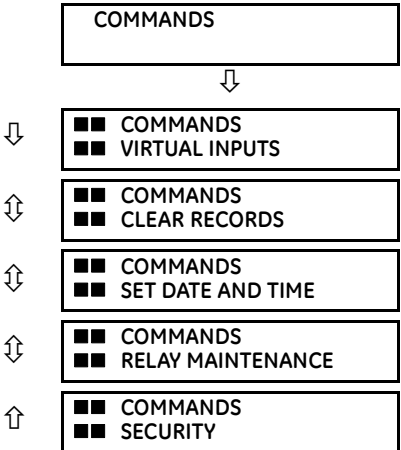 COMMANDS
COMMANDS
VIRTUAL INPUTS
COMMANDS
CLEAR RECORDS
COMMANDS
SET DATE AND TIME
COMMANDS
RELAY MAINTENANCE
COMMANDS
SECURITY